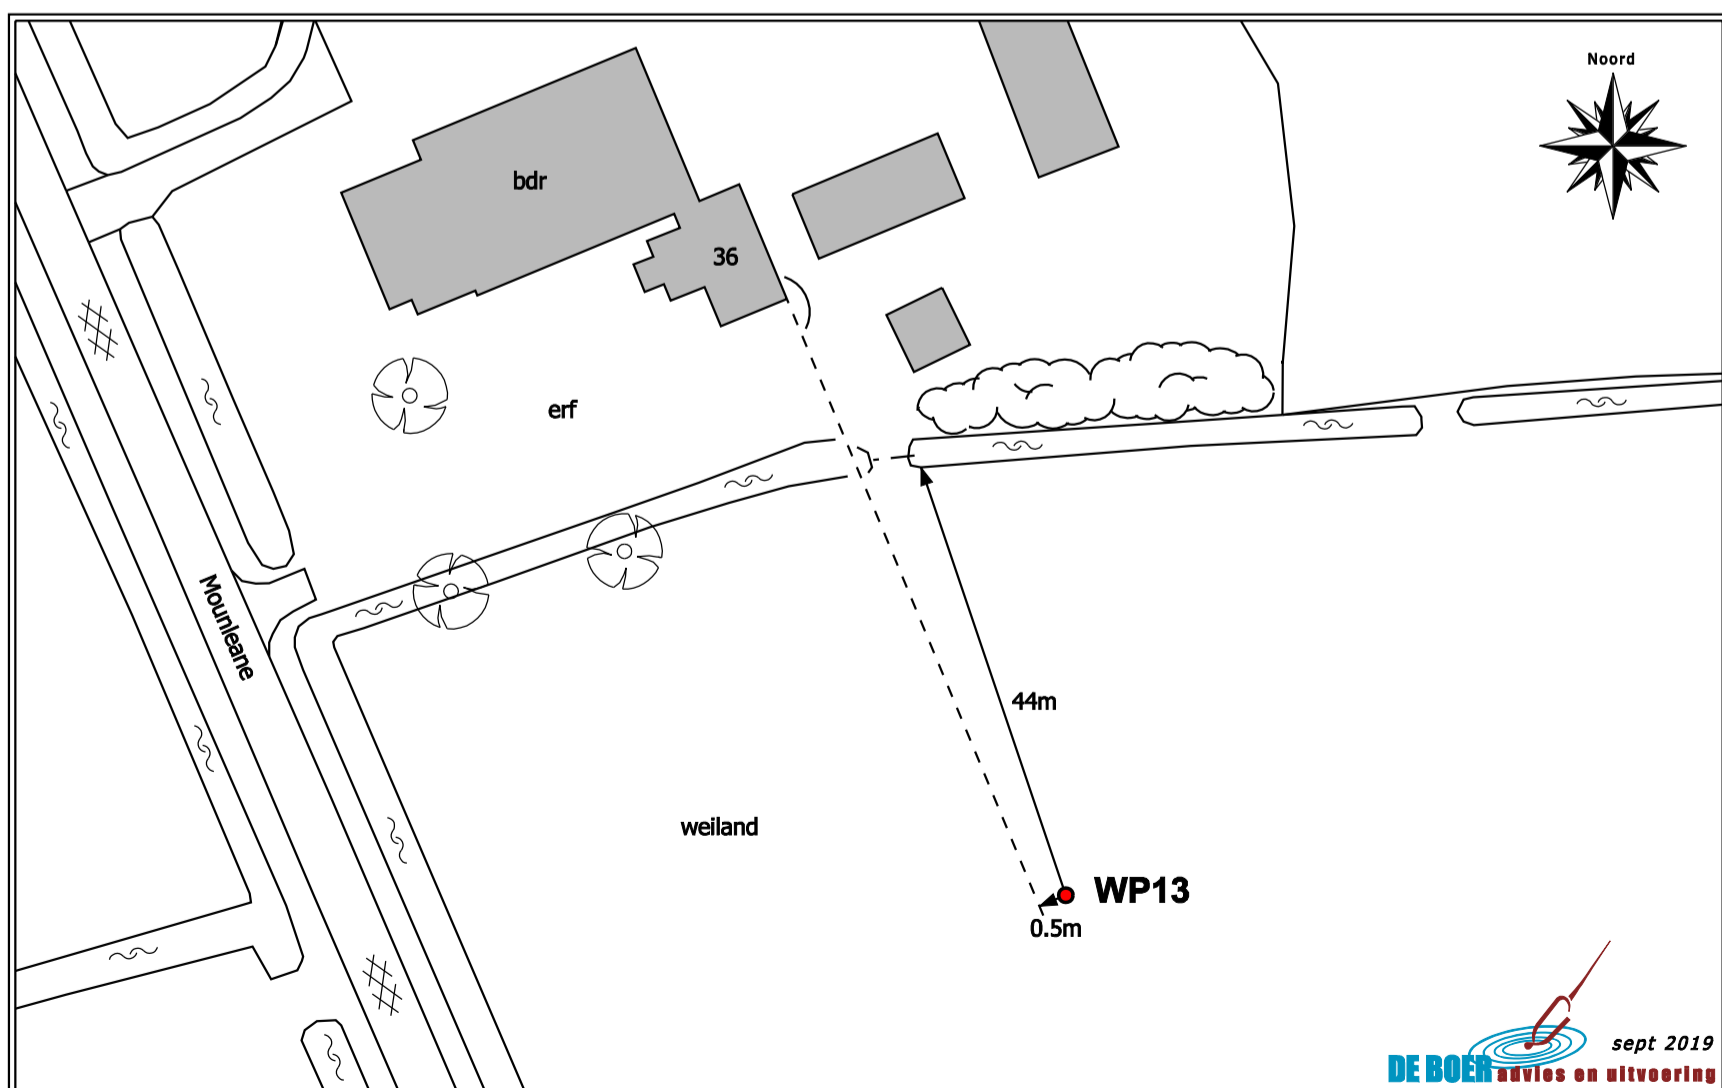 Noord
bdr
36
erf
Mounleane
44m
weiland
WP13
0.5m
sept 2019
DE BOER advies en uitvoering